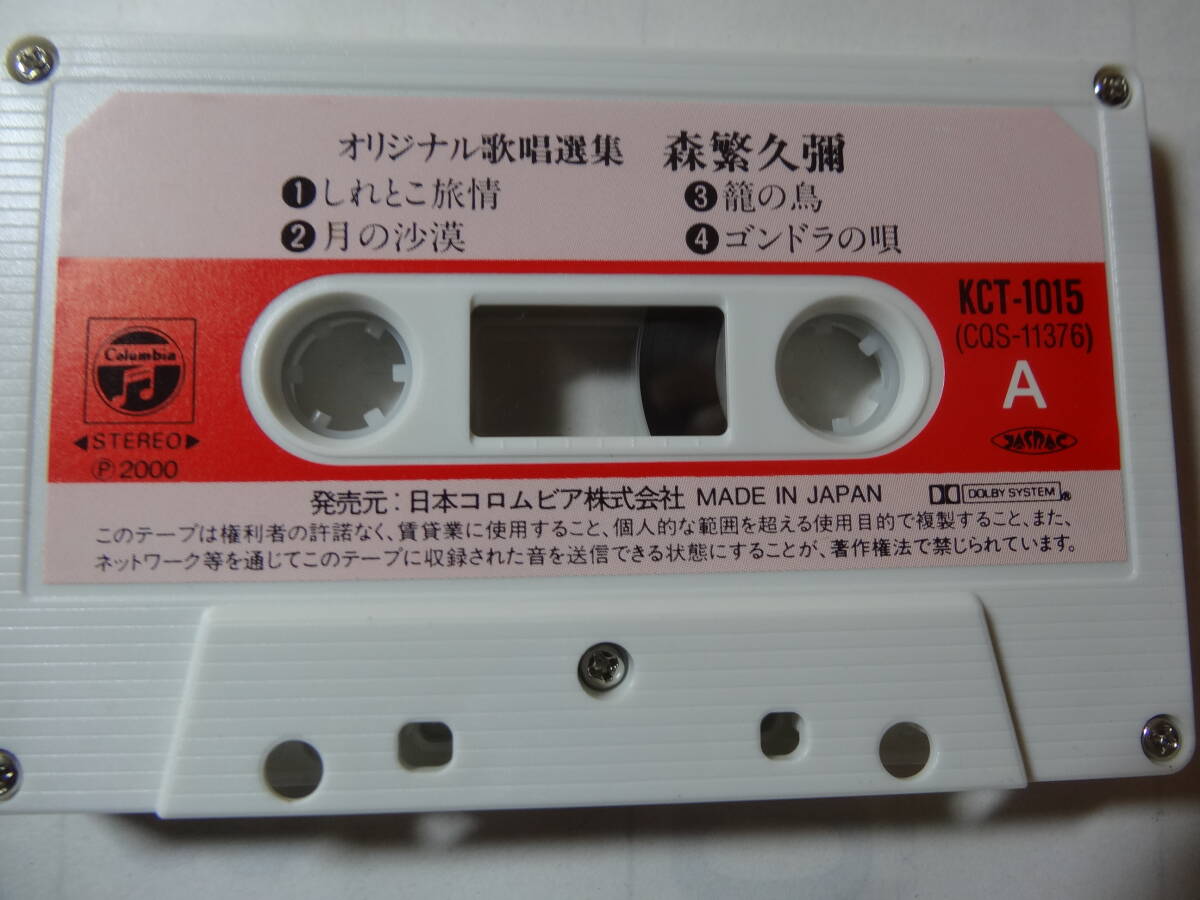 オリジナル歌唱選集 森繁久彌
❶しれとこ旅情 ❸籠の鳥
❷月の沙漠 ❹ゴンドラの唄
KCT-1015
(CQS-11376)
A
JASRAC
Columbia
◀STEREO▶
Ⓟ2000
発売元:日本コロムビア株式会社 MADE IN JAPAN DOLBY SYSTEM®
このテープは権利者の許諾なく、賃貸業に使用すること、個人的な範囲を超える使用目的で複製すること、また、
ネットワーク等を通じてこのテープに収録された音を送信できる状態にすることが、著作権法で禁じられています。